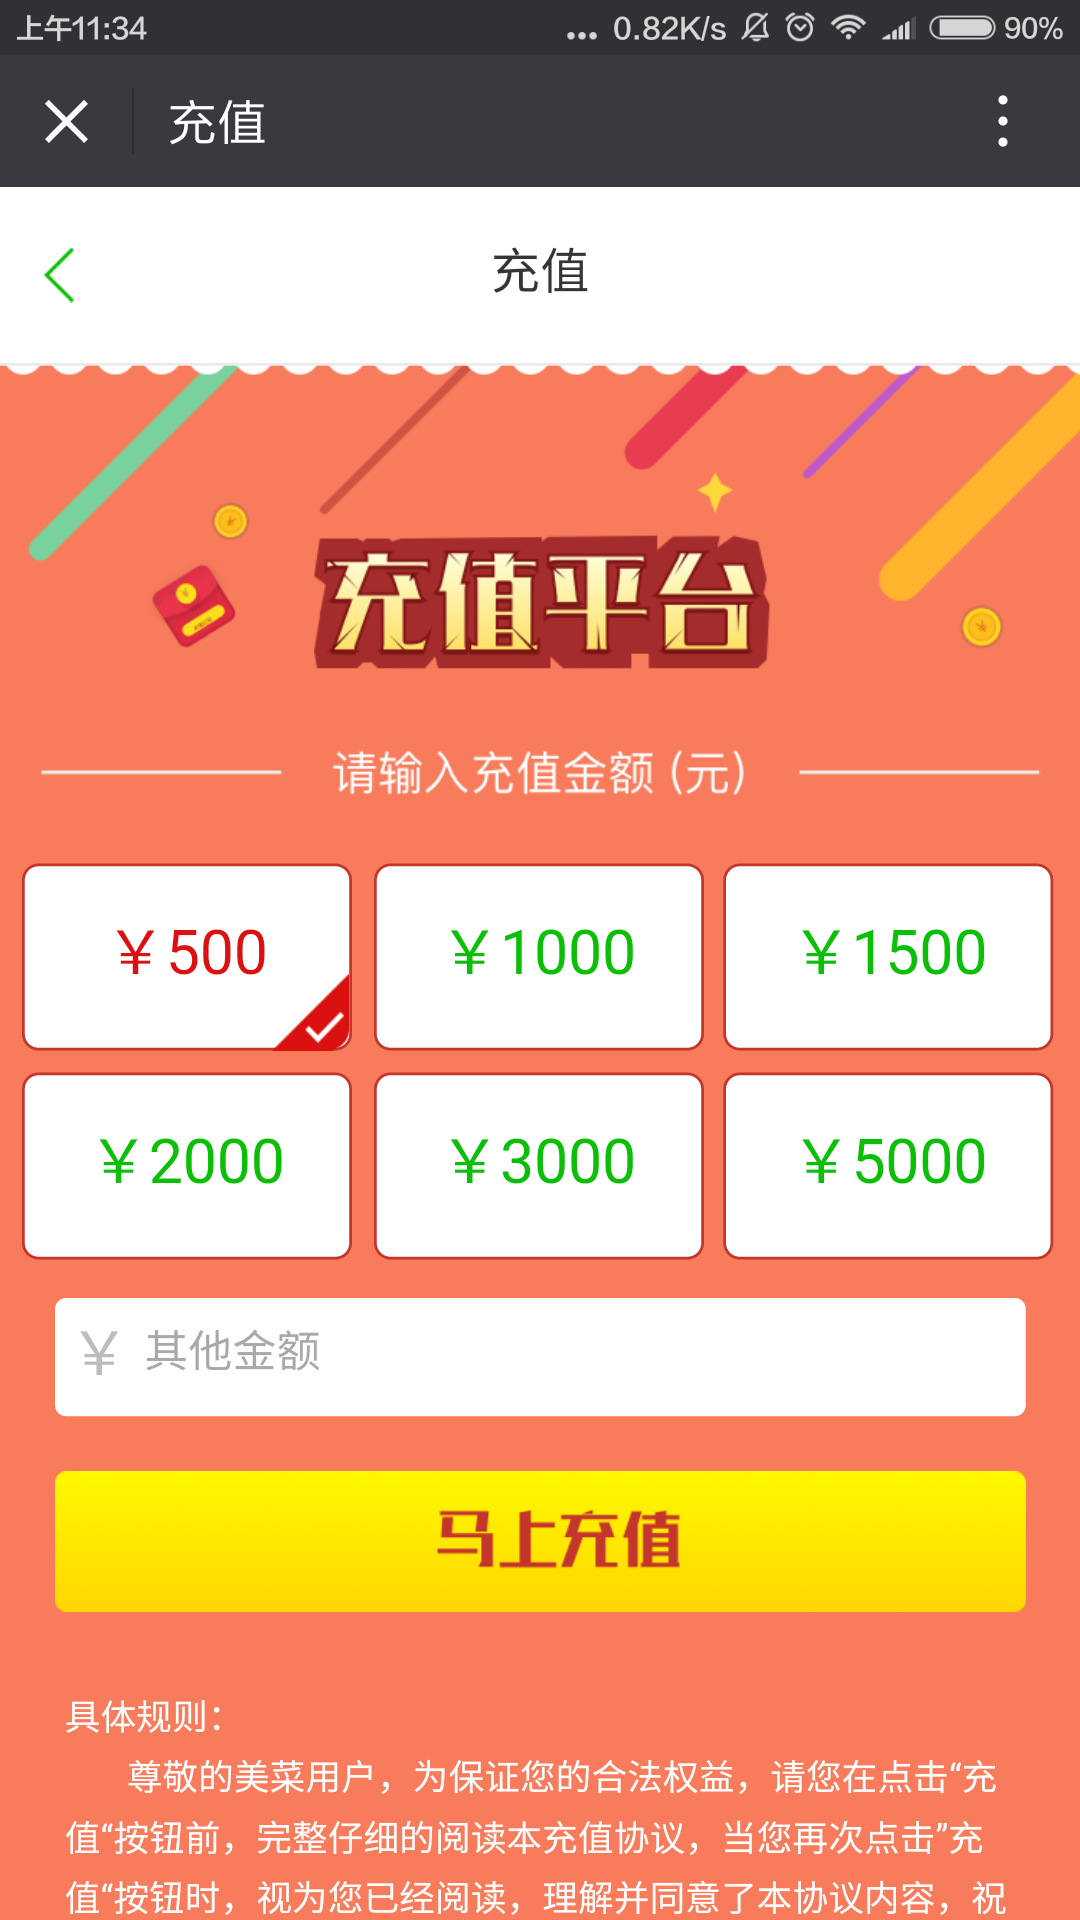 上午11:34
... 0.82K/s
90%
充值
充值
充值平台
请输入充值金额 (元)
￥500
￥1000
￥1500
￥2000
￥3000
￥5000
￥ 其他金额
马上充值
具体规则：
尊敬的美菜用户，为保证您的合法权益，请您在点击“充
值“按钮前，完整仔细的阅读本充值协议，当您再次点击”充
值“按钮时，视为您已经阅读，理解并同意了本协议内容，祝